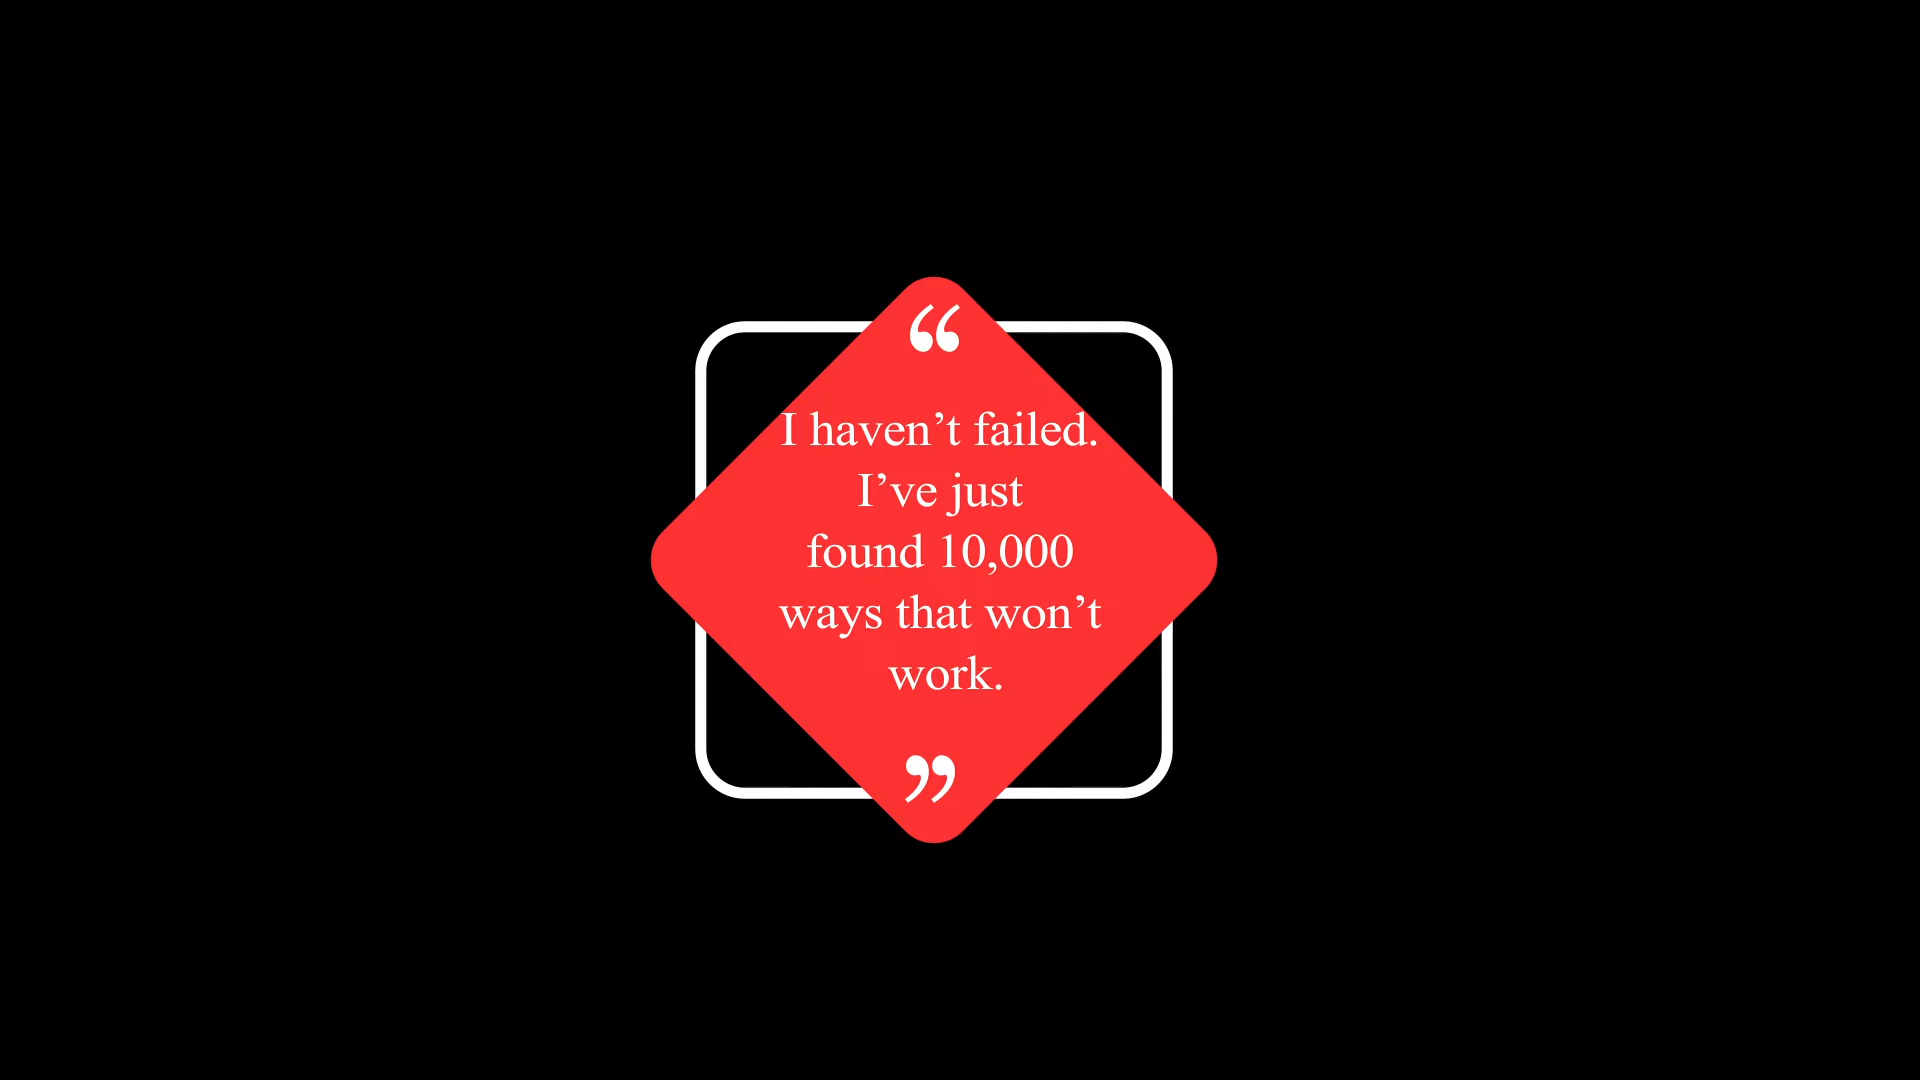 “
I haven’t failed.
I’ve just
found 10,000
ways that won’t
work.
”